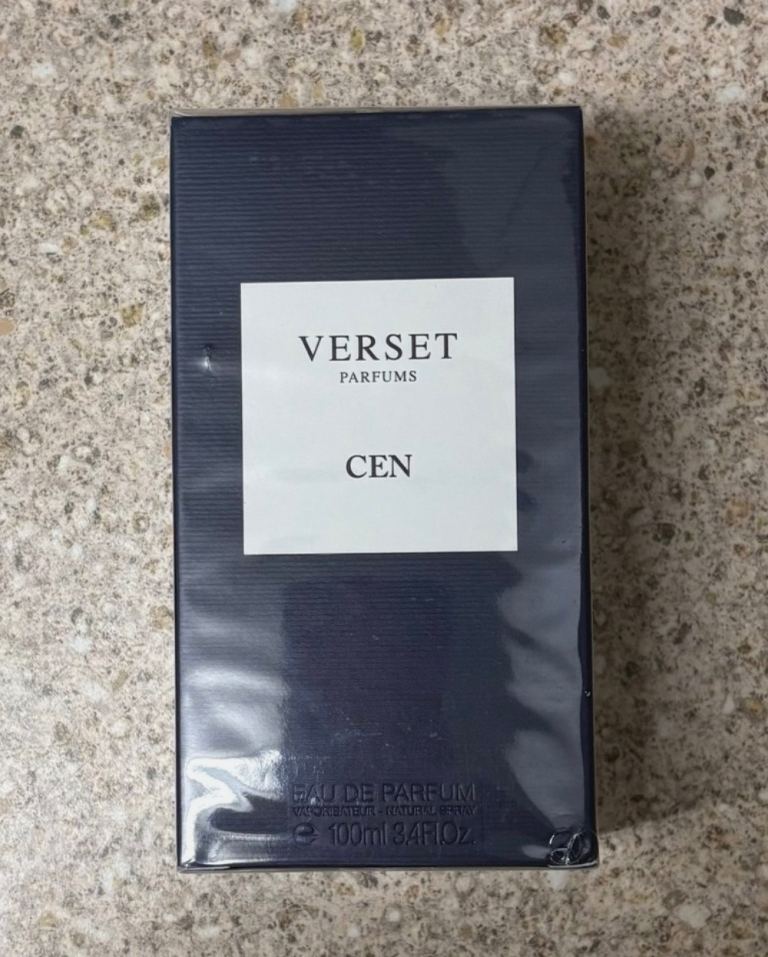 VERSET
PARFUMS
CEN
EAU DE PARFUM
VAPORISATEUR - NATURAL SPRAY
e 100ml 3.4Fl.Oz.